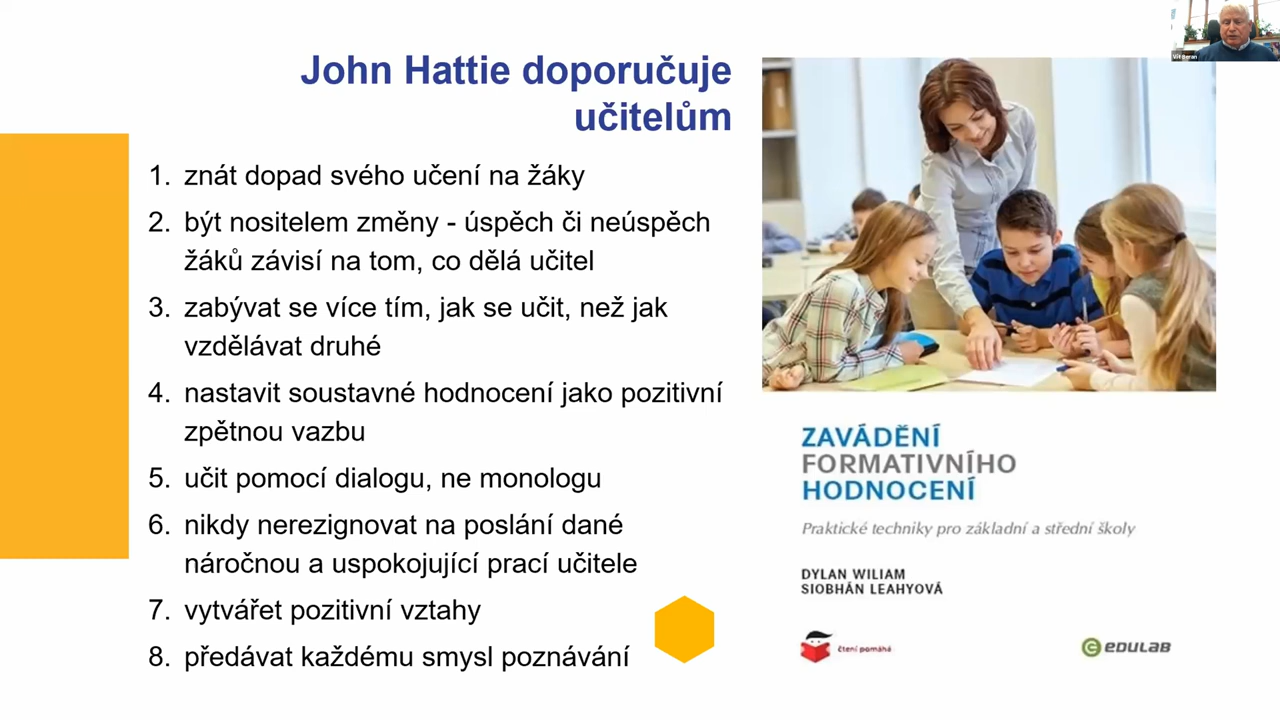 John Hattie doporučuje
učitelům
1. znát dopad svého učení na žáky
2. být nositelem změny - úspěch či neúspěch
žáků závisí na tom, co dělá učitel
3. zabývat se více tím, jak se učit, než jak
vzdělávat druhé
4. nastavit soustavné hodnocení jako pozitivní
zpětnou vazbu
5. učit pomocí dialogu, ne monologu
6. nikdy nerezignovat na poslání dané
náročnou a uspokojující prací učitele
7. vytvářet pozitivní vztahy
8. předávat každému smysl poznávání
Vít Beran
ZAVÁDĚNÍ
FORMATIVNÍHO
HODNOCENÍ
Praktické techniky pro základní a střední školy
DYLAN WILIAM
SIOBHÁN LEAHYOVÁ
čtení pomáhá
EDULAB